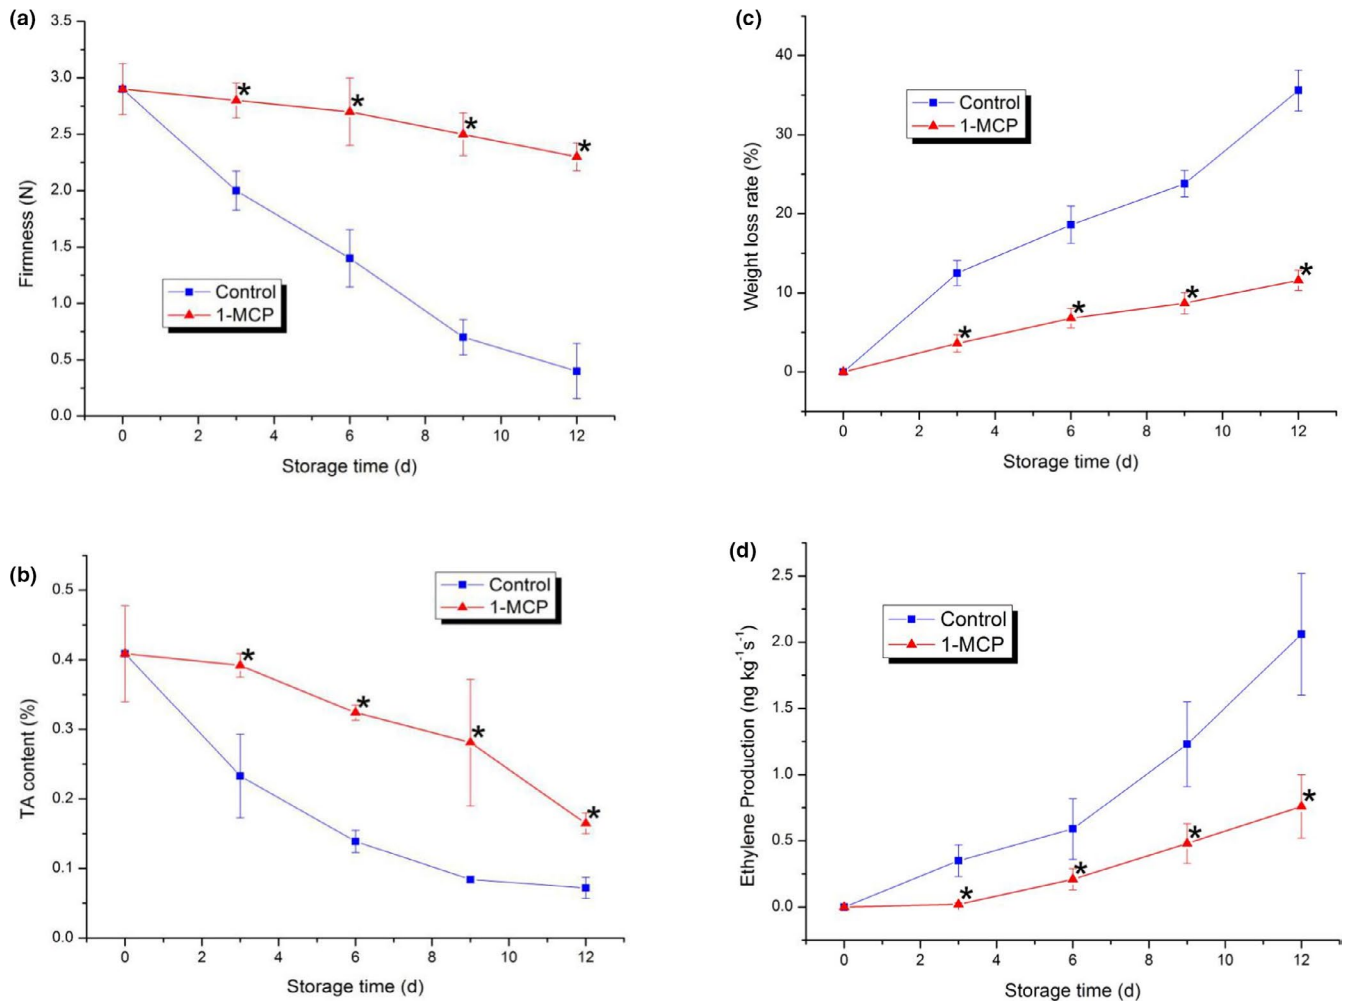 (a)
3.5
3.0
2.5
2.0
1.5
1.0
0.5
0.0
Firmness (N)
* * * *
Control
1-MCP
0 2 4 6 8 10 12
Storage time (d)
(c)
40
30
20
10
0
Weight loss rate (%)
Control
1-MCP
* * * *
0 2 4 6 8 10 12
Storage time (d)
(b)
0.5
0.4
0.3
0.2
0.1
0.0
TA content (%)
Control
1-MCP
* * * *
0 2 4 6 8 10 12
Storage time (d)
(d)
2.5
2.0
1.5
1.0
0.5
0.0
Ethylene Production (ng kg⁻¹s⁻¹)
Control
1-MCP
* * * *
0 2 4 6 8 10 12
Storage time (d)